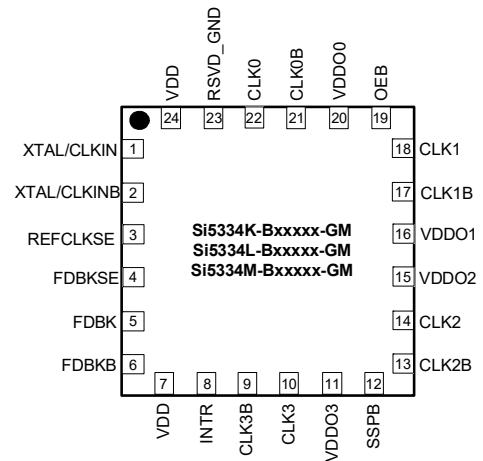 VDD
RSVD_GND
CLK0
CLK0B
VDDO0
OEB
24
23
22
21
20
19
XTAL/CLKIN
1
XTAL/CLKINB
2
REFCLKSE
3
FDBKSE
4
FDBK
5
FDBKB
6
Si5334K-Bxxxxx-GM
Si5334L-Bxxxxx-GM
Si5334M-Bxxxxx-GM
18 CLK1
17 CLK1B
16 VDDO1
15 VDDO2
14 CLK2
13 CLK2B
7
8
9
10
11
12
VDD
INTR
CLK3B
CLK3
VDDO3
SSPB